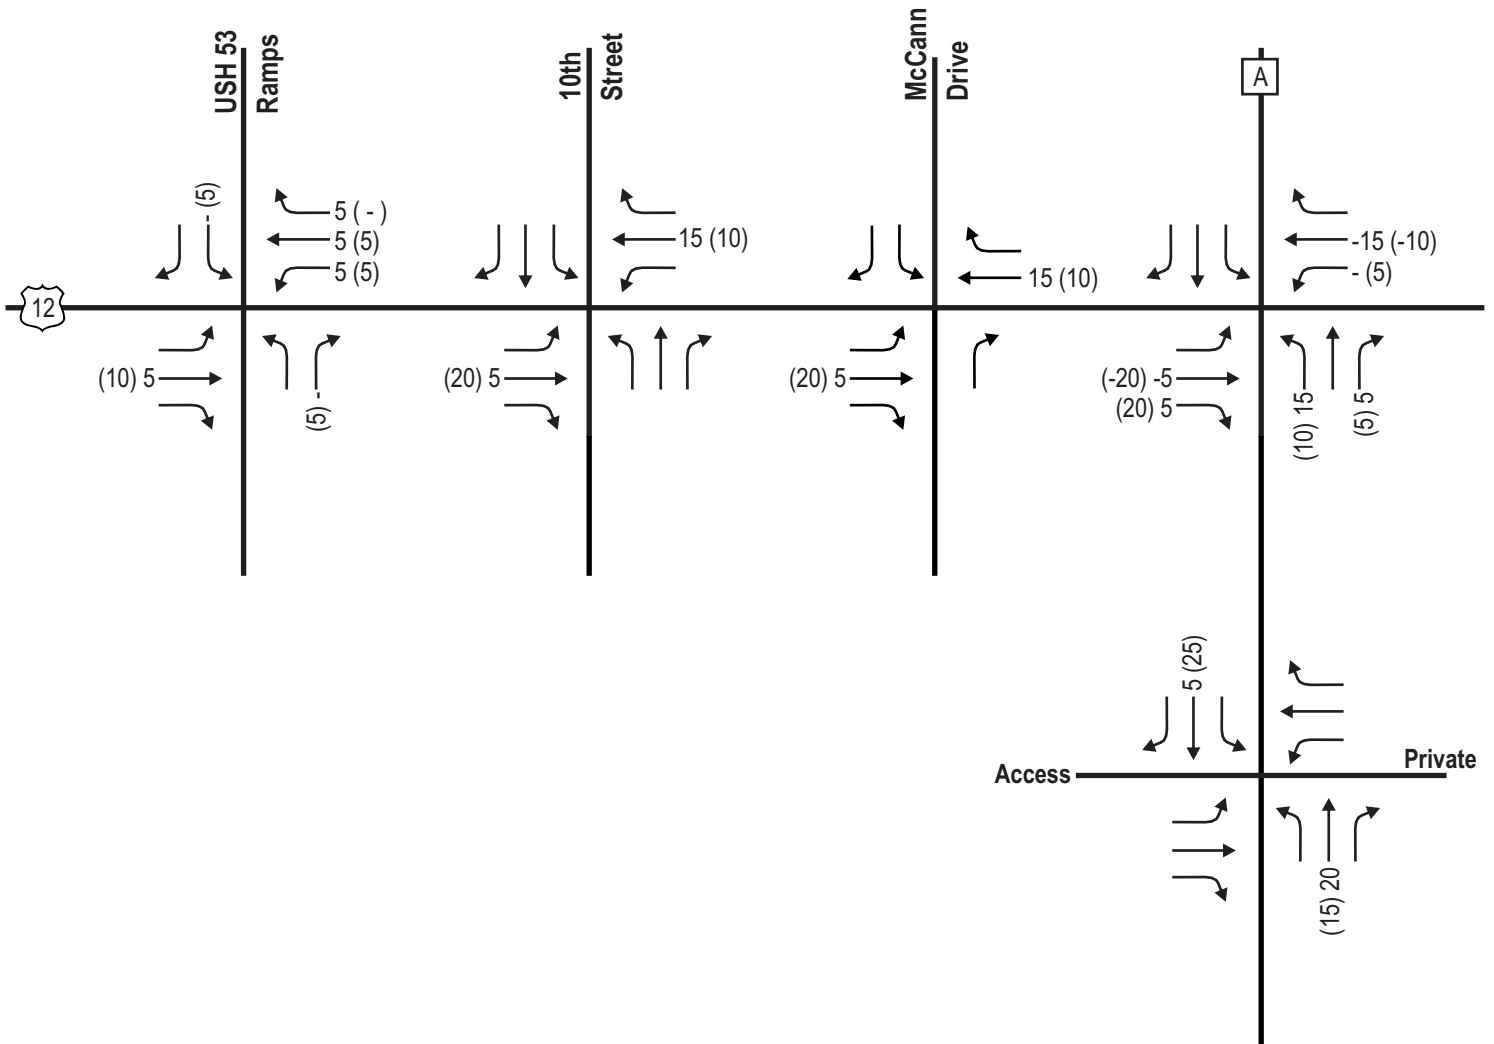 USH 53
Ramps
10th
Street
McCann
Drive
A
- (5)
5 ( - )
5 (5)
5 (5)
15 (10)
15 (10)
-15 (-10)
- (5)
12
(10) 5
(5) -
(20) 5
(20) 5
(-20) -5
(20) 5
(10) 15
(5) 5
5 (25)
Access
Private
(15) 20